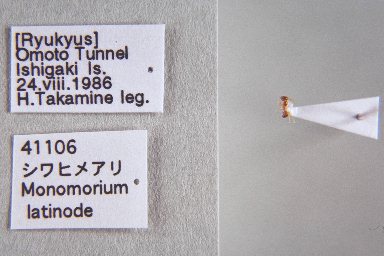 [Ryukyus]
Omoto Tunnel
Ishigaki Is.
24.viii.1986
H.Takamine leg.
41106
シワヒメアリ
Monomorium
latinode